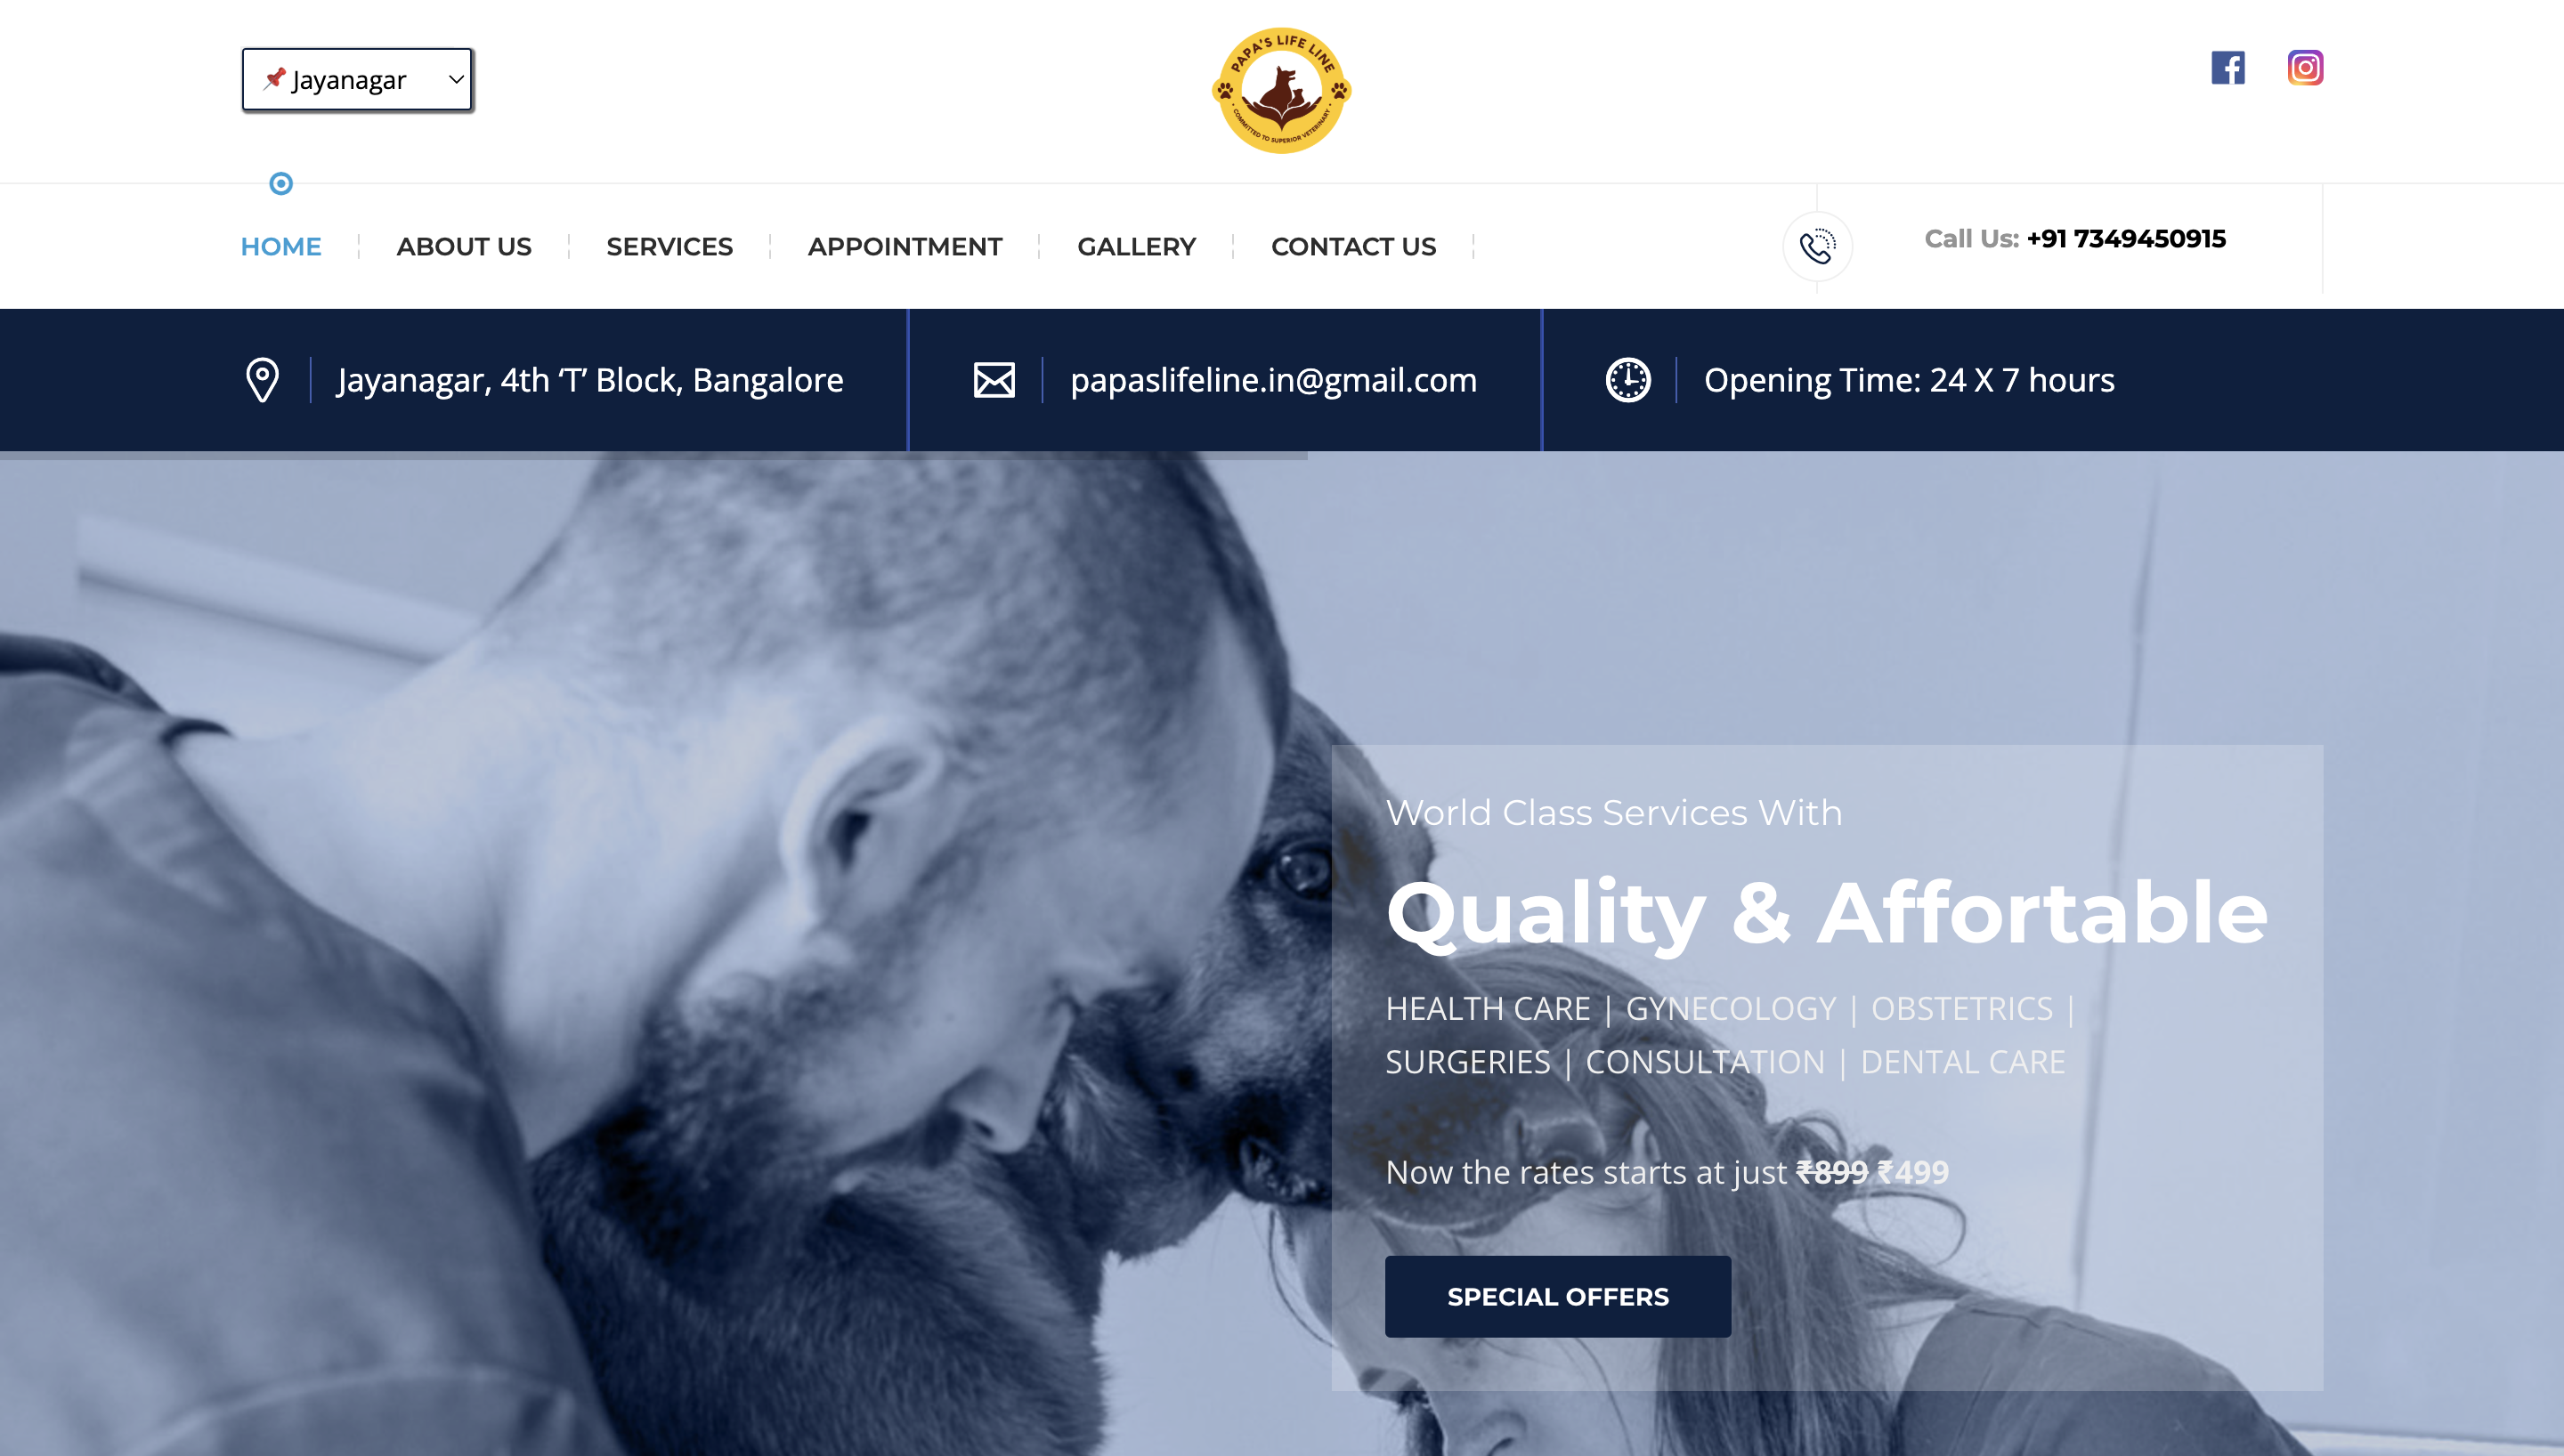 📌 Jayanagar
PAPA'S LIFE LINE
COMMITTED TO SUPERIOR VETERINARY
HOME
ABOUT US
SERVICES
APPOINTMENT
GALLERY
CONTACT US
Call Us: +91 7349450915
Jayanagar, 4th ‘T’ Block, Bangalore
papaslifeline.in@gmail.com
Opening Time: 24 X 7 hours
World Class Services With
Quality & Affortable
HEALTH CARE | GYNECOLOGY | OBSTETRICS |
SURGERIES | CONSULTATION | DENTAL CARE
Now the rates starts at just ₹899 ₹499
SPECIAL OFFERS